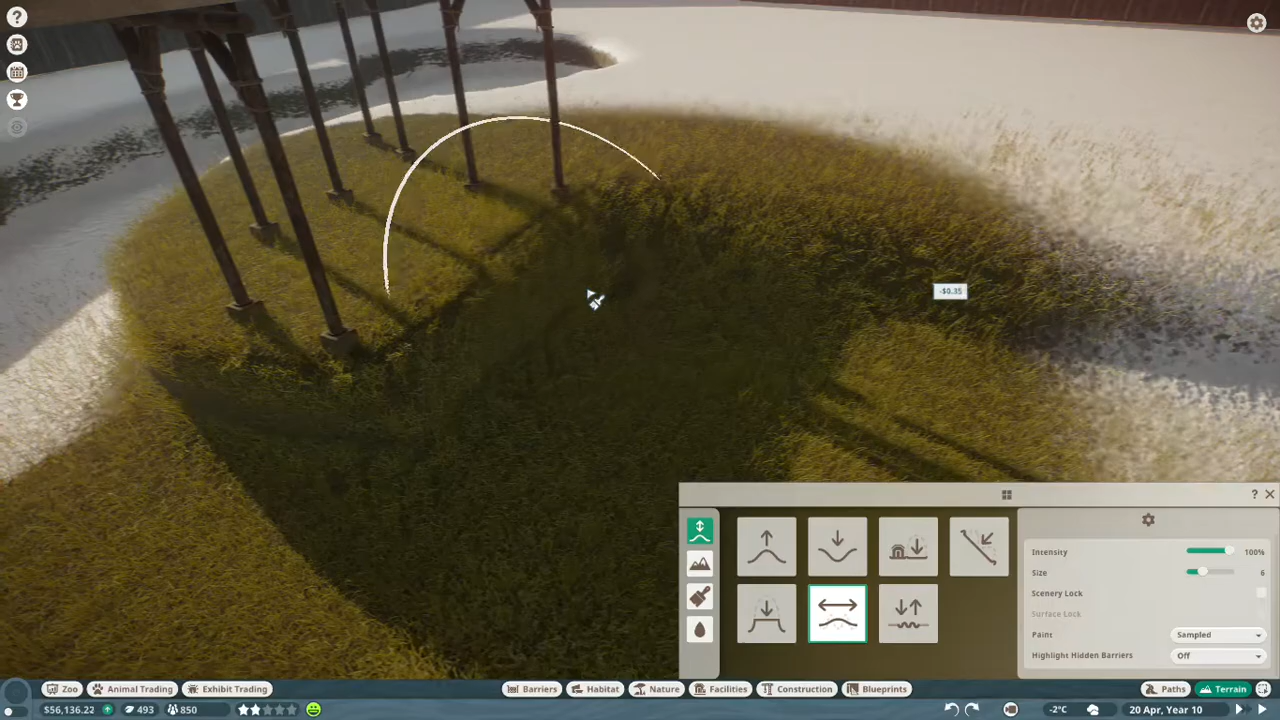 ?
-$0.35
?
Intensity 100%
Size 6
Scenery Lock
Surface Lock
Paint Sampled
Highlight Hidden Barriers Off
Zoo Animal Trading Exhibit Trading Barriers Habitat Nature Facilities Construction Blueprints Paths Terrain
$56,136.22 493 850 -2°C 20 Apr, Year 10